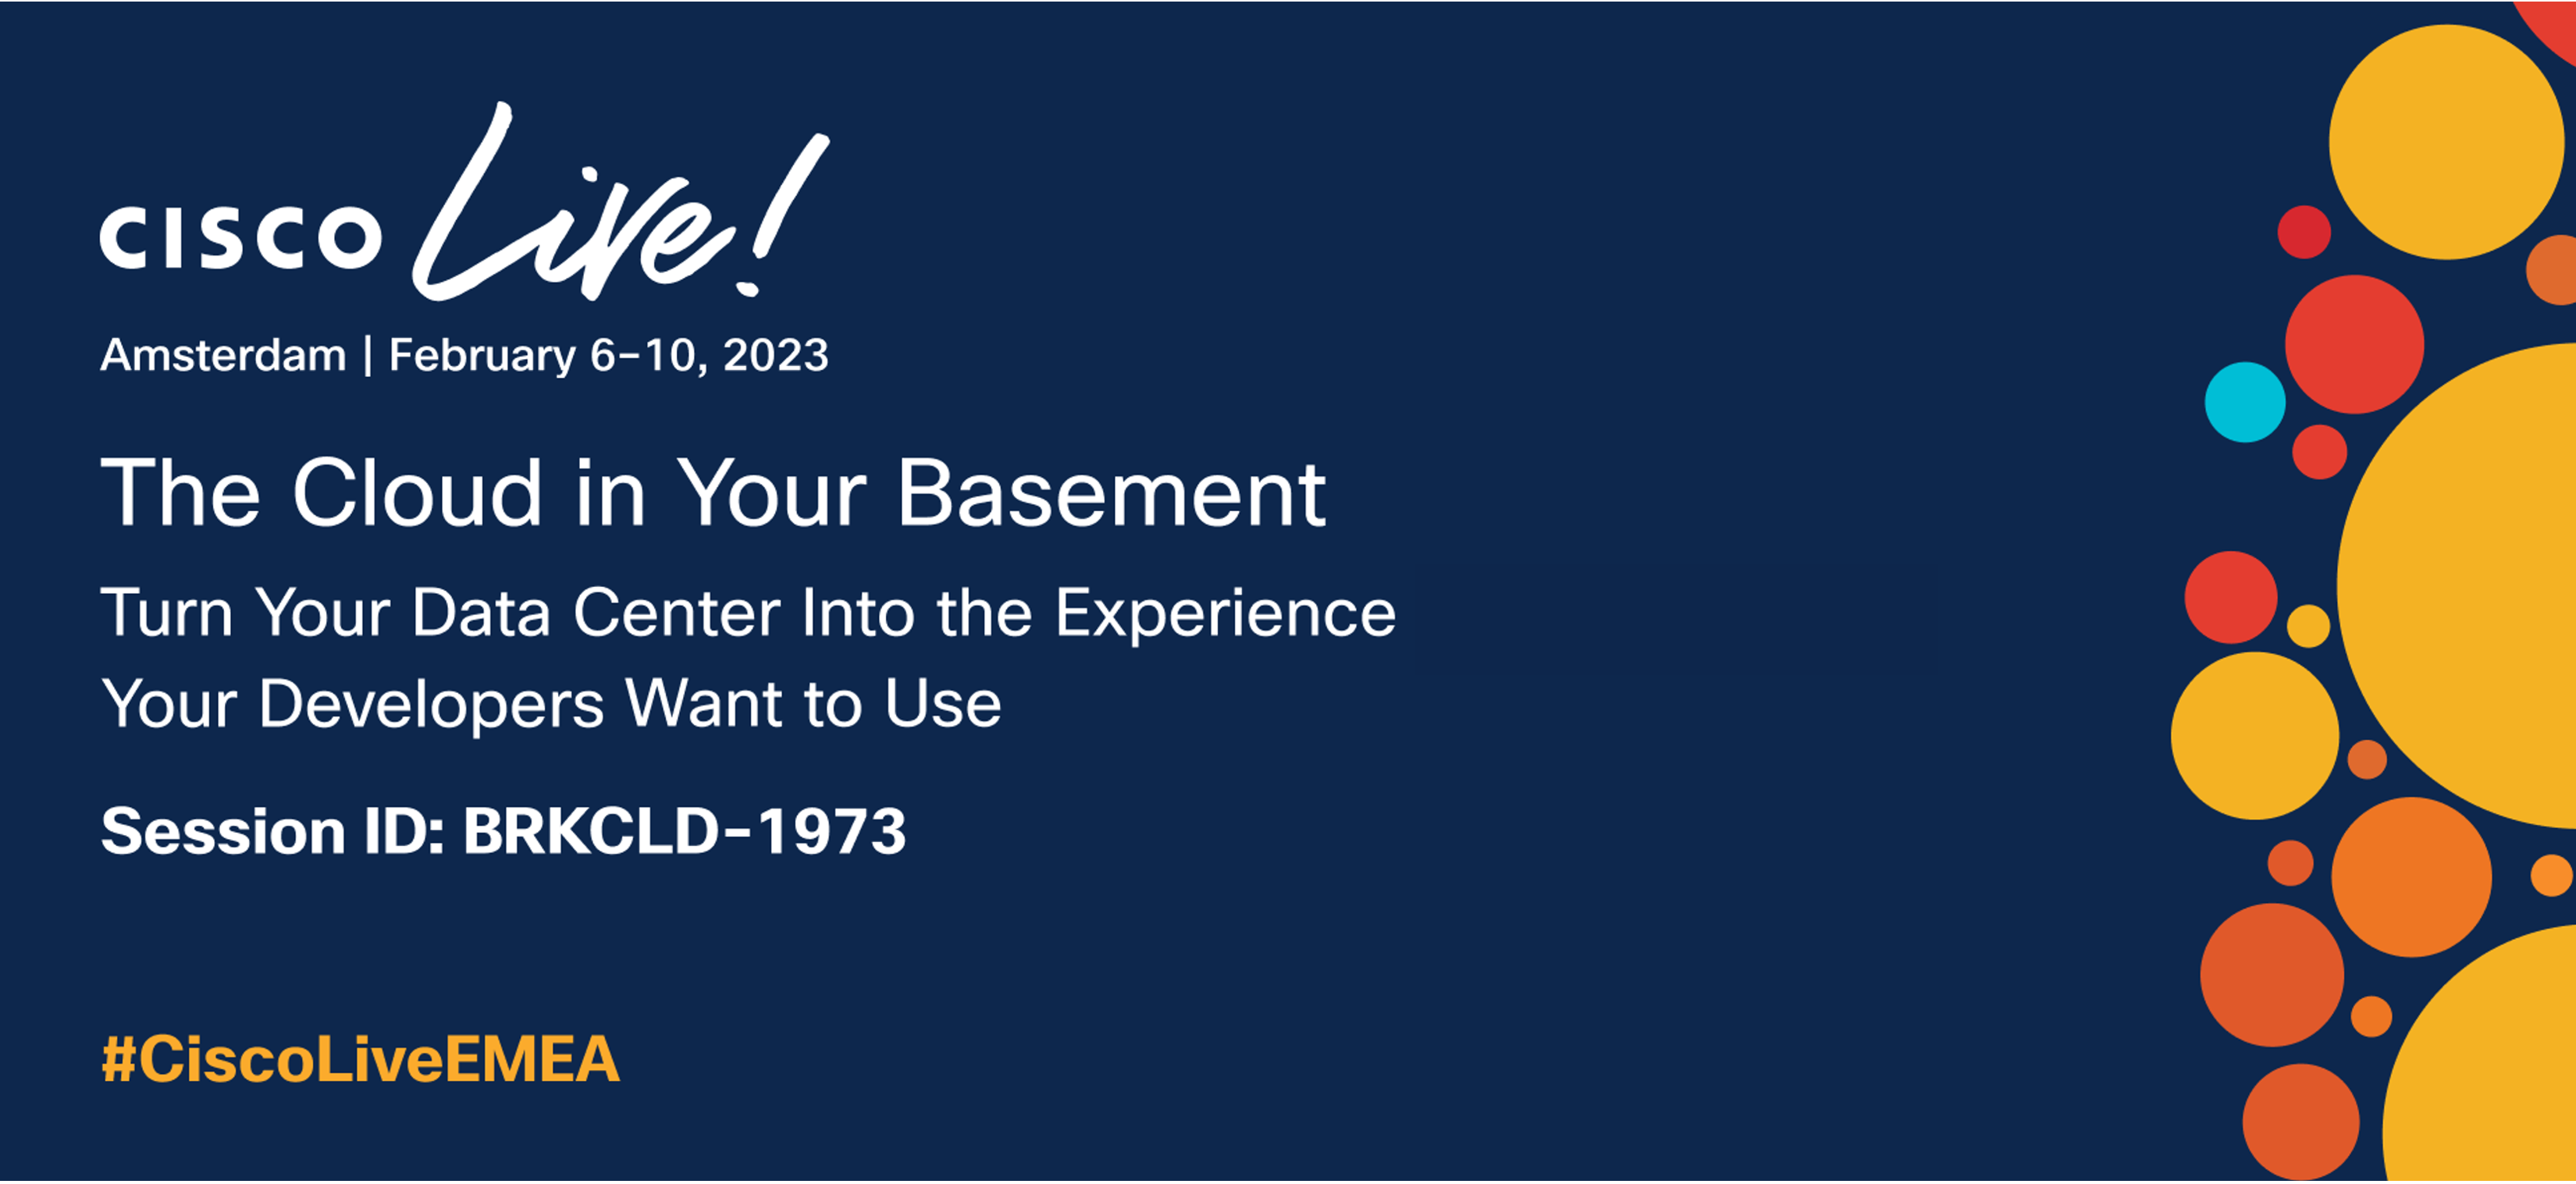 CISCO Live!
Amsterdam | February 6–10, 2023
The Cloud in Your Basement
Turn Your Data Center Into the Experience
Your Developers Want to Use
Session ID: BRKCLD-1973
#CiscoLiveEMEA